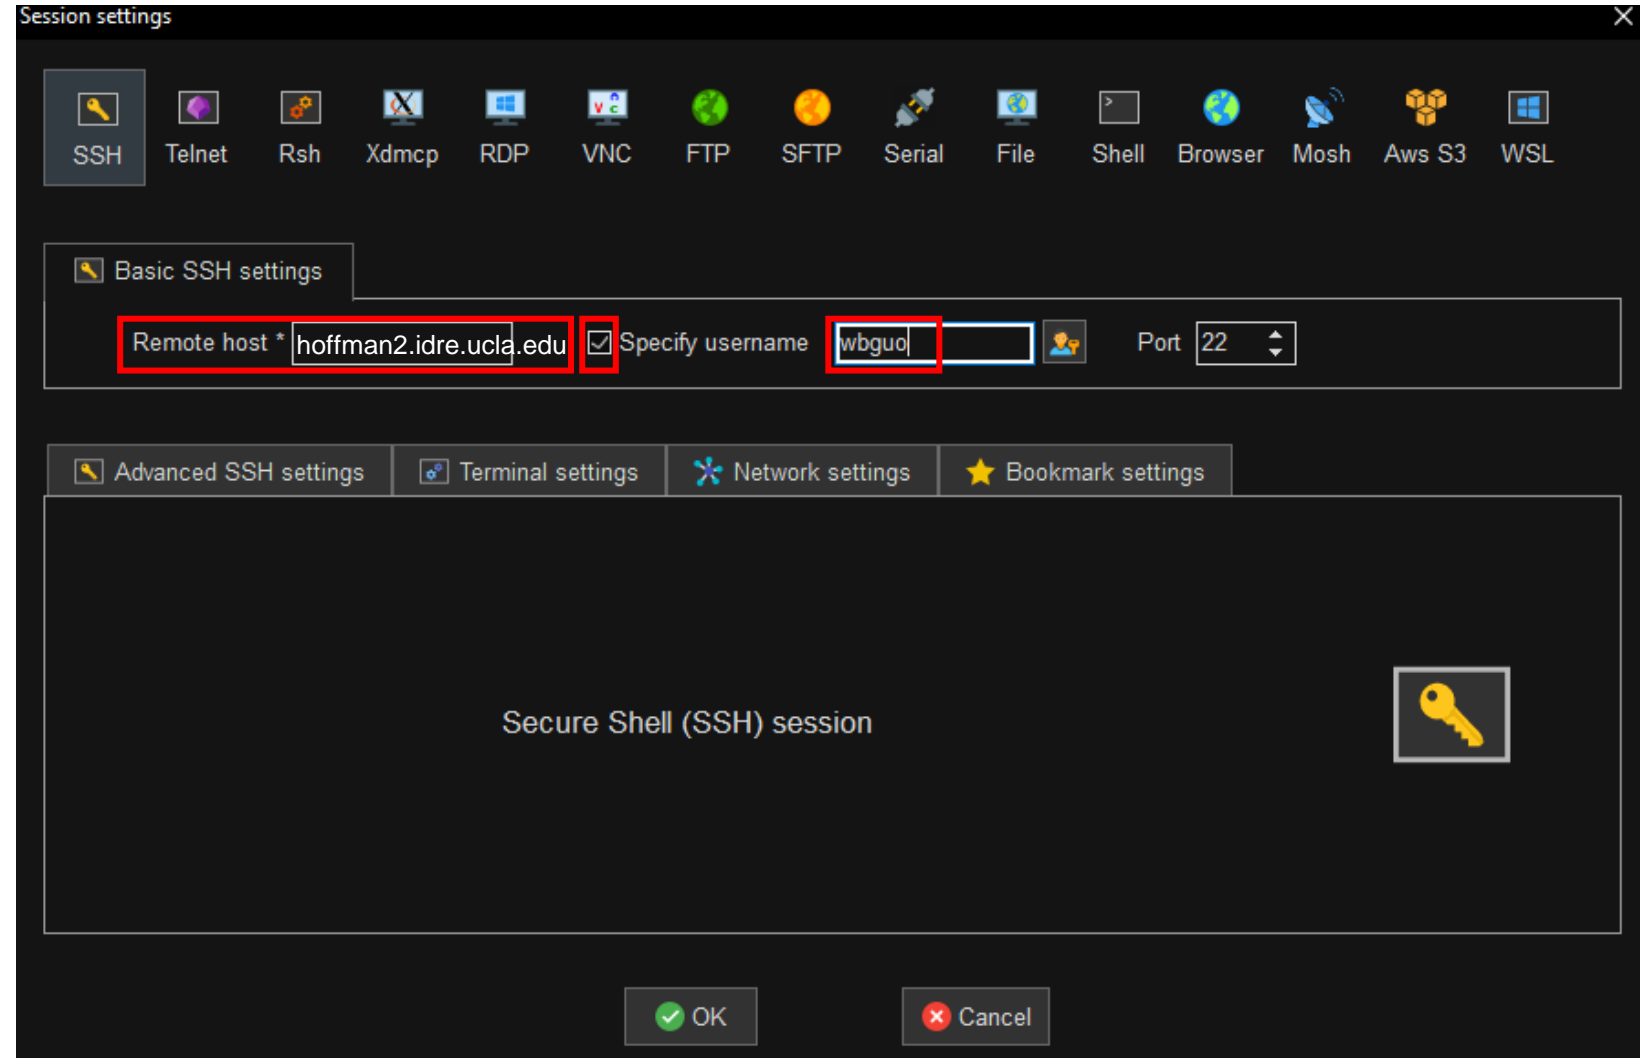 Session settings
SSH Telnet Rsh Xdmcp RDP VNC FTP SFTP Serial File Shell Browser Mosh Aws S3 WSL
Basic SSH settings
Remote host * hoffman2.idre.ucla.edu Specify username wbguo Port 22
Advanced SSH settings Terminal settings Network settings Bookmark settings
Secure Shell (SSH) session
OK Cancel